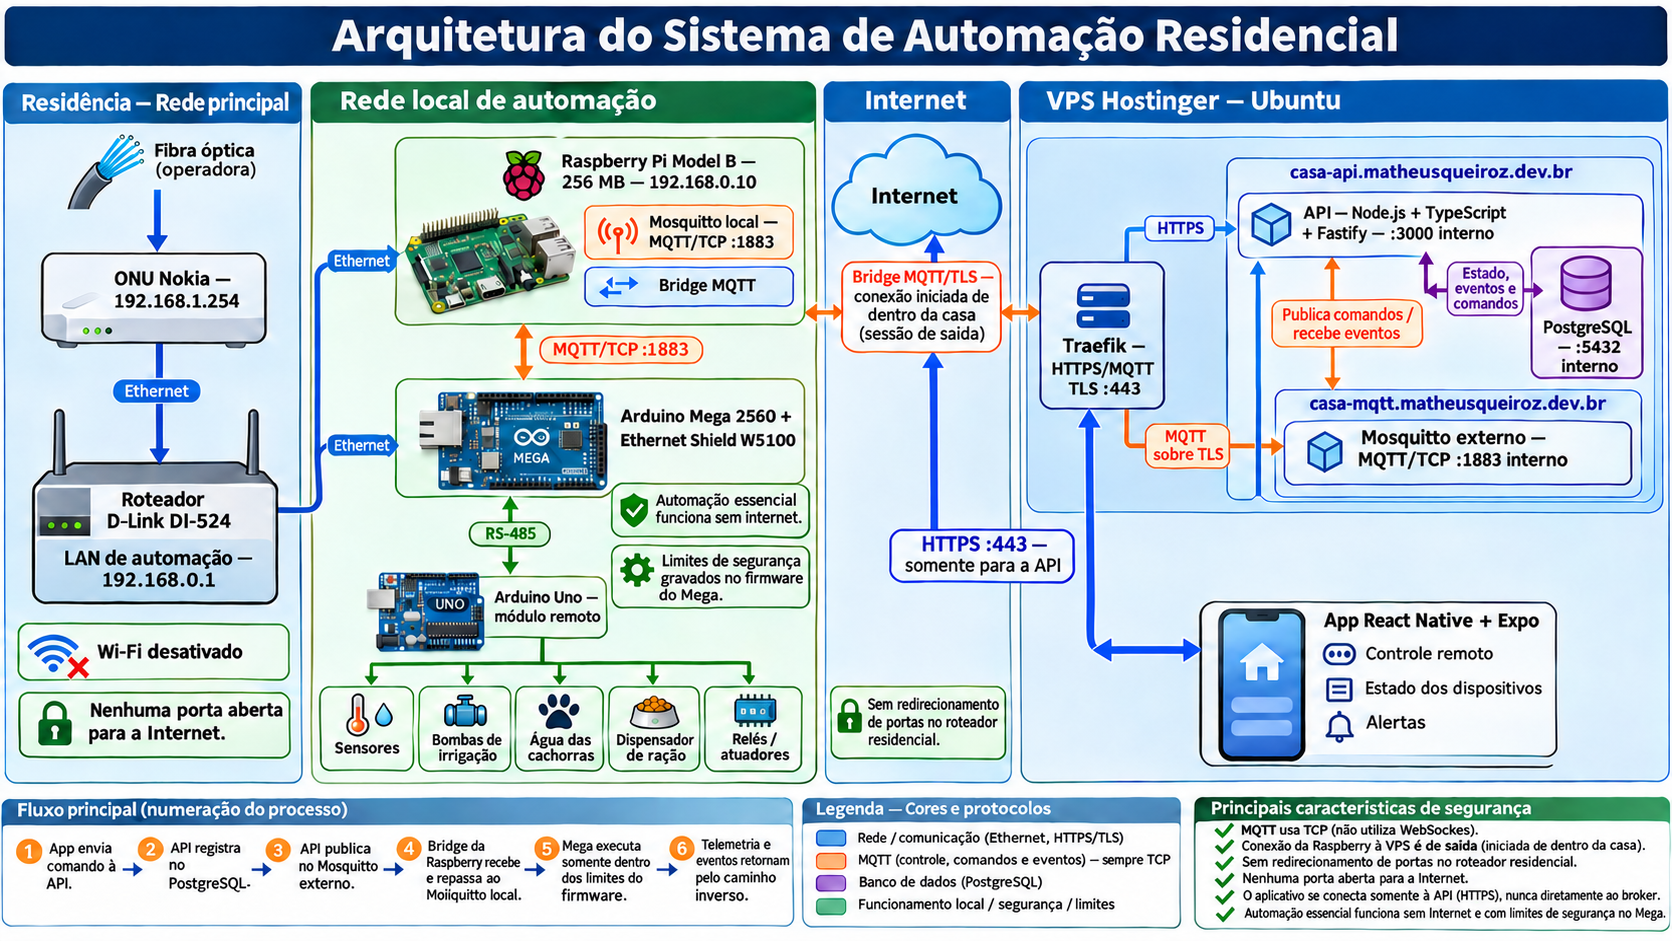 Arquitetura do Sistema de Automação Residencial
Residência — Rede principal
Fibra óptica
(operadora)
ONU Nokia —
192.168.1.254
Ethernet
Roteador
D-Link DI-524
LAN de automação —
192.168.0.1
Wi-Fi desativado
Nenhuma porta aberta
para a Internet.
Rede local de automação
Raspberry Pi Model B —
256 MB — 192.168.0.10
Mosquitto local —
MQTT/TCP :1883
Bridge MQTT
Ethernet
MQTT/TCP :1883
Arduino Mega 2560 +
Ethernet Shield W5100
MEGA
Ethernet
Automação essencial
funciona sem internet.
RS-485
Limites de segurança
gravados no firmware
do Mega.
UNO
Arduino Uno —
módulo remoto
Sensores
Bombas de
irrigação
Água das
cachorras
Dispensador
de ração
Relés /
atuadores
Internet
Internet
Bridge MQTT/TLS —
conexão iniciada de
dentro da casa
(sessão de saida)
HTTPS :443 —
somente para a API
Sem redirecionamento
de portas no roteador
residencial.
VPS Hostinger — Ubuntu
casa-api.matheusqueiroz.dev.br
HTTPS
API — Node.js + TypeScript
+ Fastify — :3000 interno
Traefik —
HTTPS/MQTT
TLS :443
Estado,
eventos e
comandos
Publica comandos /
recebe eventos
PostgreSQL
— :5432
interno
casa-mqtt.matheusqueiroz.dev.br
MQTT
sobre TLS
Mosquitto externo —
MQTT/TCP :1883 interno
App React Native + Expo
Controle remoto
Estado dos dispositivos
Alertas
Fluxo principal (numeração do processo)
1 App envia
comando à
API.
2 API registra
no
PostgreSQL.
3 API publica
no Mosquitto
externo.
4 Bridge da
Raspberry recebe
e repassa ao
Moiiquitto local.
5 Mega executa
somente dentro
dos limites do
firmware.
6 Telemetria e
eventos retornam
pelo caminho
inverso.
Legenda — Cores e protocolos
Rede / comunicação (Ethernet, HTTPS/TLS)
MQTT (controle, comandos e eventos) — sempre TCP
Banco de dados (PostgreSQL)
Funcionamento local / segurança / limites
Principais características de segurança
MQTT usa TCP (não utiliza WebSockes).
Conexão da Raspberry à VPS é de saída (iniciada de dentro da casa).
Sem redirecionamento de portas no roteador residencial.
Nenhuma porta aberta para a Internet.
O aplicativo se conecta somente à API (HTTPS), nunca diretamente ao broker.
Automação essencial funciona sem Internet e com limites de segurança no Mega.